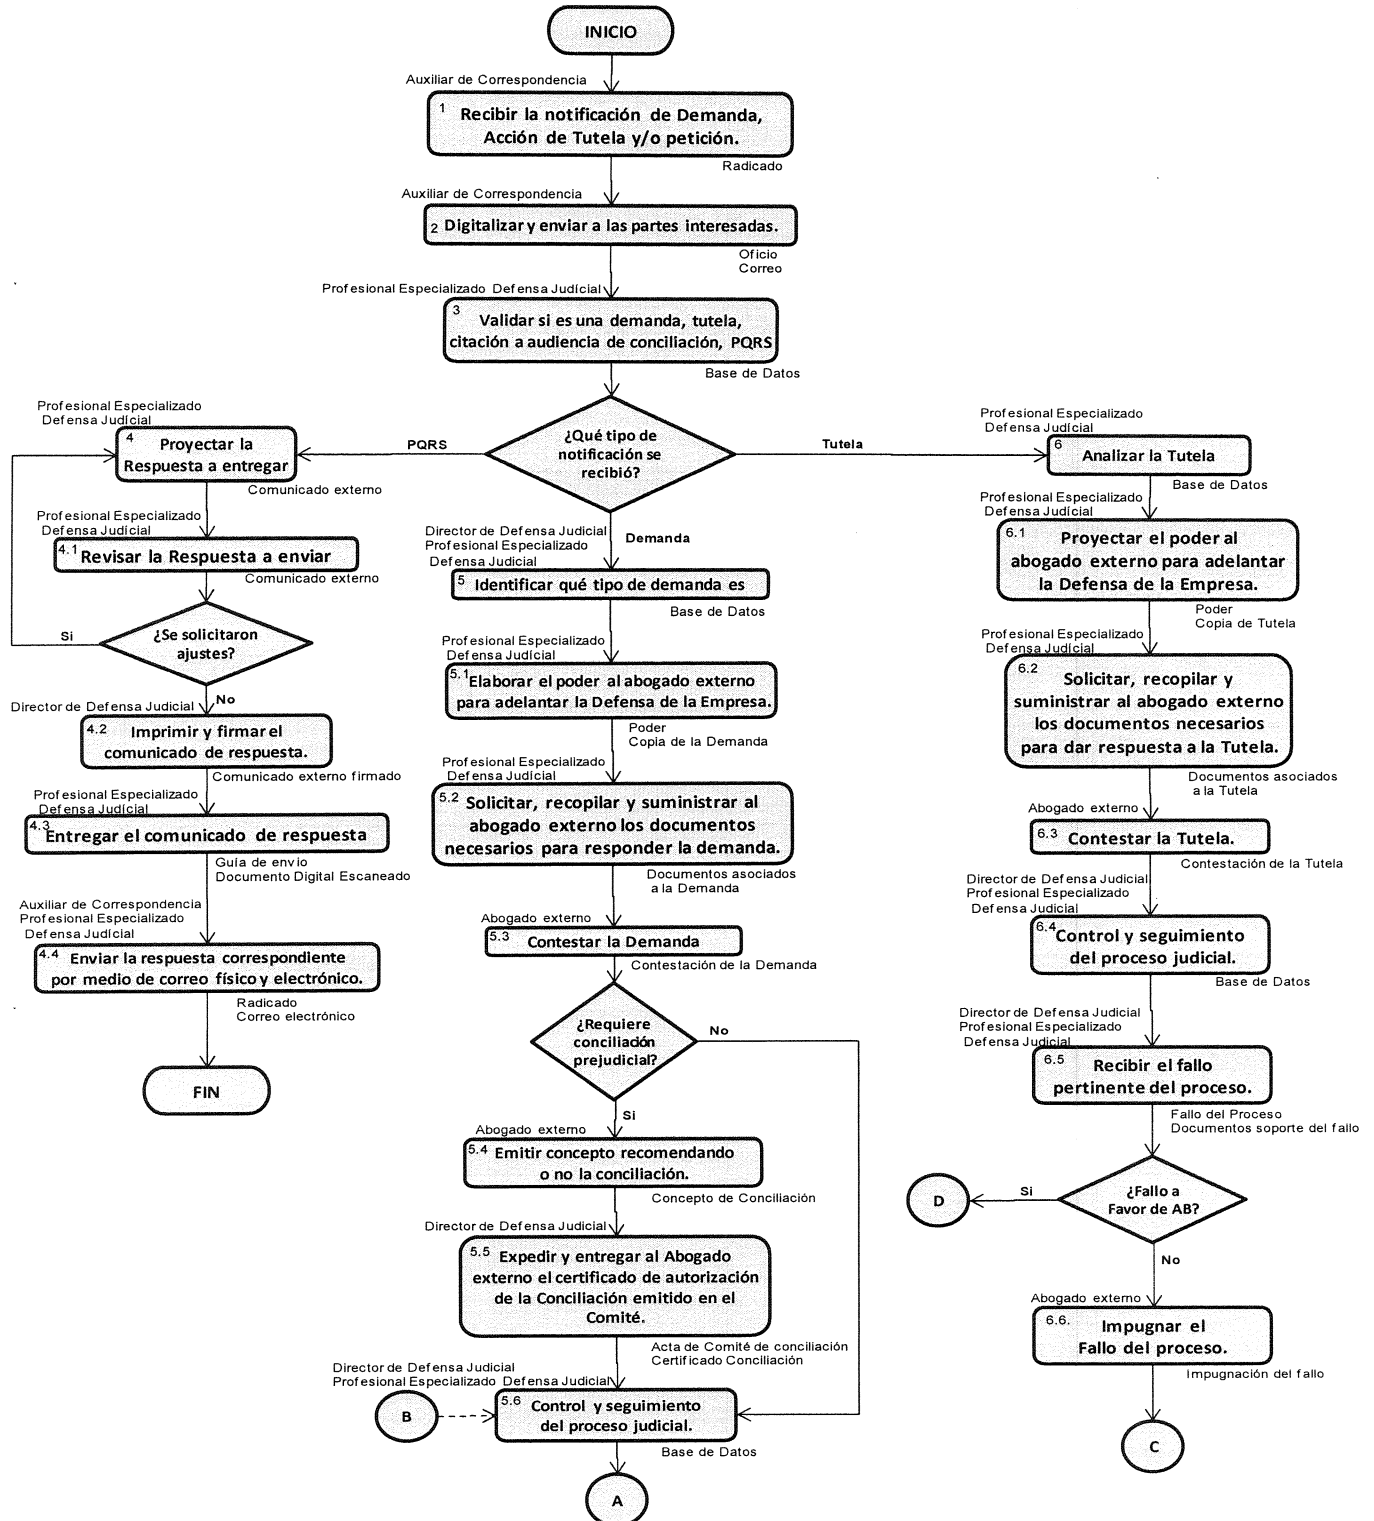 INICIO
Auxiliar de Correspondencia
1 Recibir la notificación de Demanda,
Acción de Tutela y/o petición.
Radicado
Auxiliar de Correspondencia
2 Digitalizar y enviar a las partes interesadas.
Oficio
Correo
Profesional Especializado Defensa Judícial
3 Validar si es una demanda, tutela,
citación a audiencia de conciliación, PQRS
Base de Datos
¿Qué tipo de
notificación se
recibió?
PQRS
Tutela
Demanda
Profesional Especializado
Defensa Judícial
4 Proyectar la
Respuesta a entregar
Comunicado externo
Profesional Especializado
Defensa Judícial
4.1 Revisar la Respuesta a enviar
Comunicado externo
¿Se solicitaron
ajustes?
Si
No
Director de Defensa Judicial
4.2 Imprimir y firmar el
comunicado de respuesta.
Comunicado externo firmado
Profesional Especializado
Defensa Judícial
4.3 Entregar el comunicado de respuesta
Guía de envio
Documento Digital Escaneado
Auxiliar de Correspondencia
Profesional Especializado
Defensa Judícial
4.4 Enviar la respuesta correspondiente
por medio de correo físico y electrónico.
Radicado
Correo electrónico
FIN
Director de Defensa Judicial
Profesional Especializado
Defensa Judícial
5 Identificar qué tipo de demanda es
Base de Datos
Profesional Especializado
Defensa Judícial
5.1 Elaborar el poder al abogado externo
para adelantar la Defensa de la Empresa.
Poder
Copia de la Demanda
Profesional Especializado
Defensa Judícial
5.2 Solicitar, recopilar y suministrar al
abogado externo los documentos
necesarios para responder la demanda.
Documentos asociados
a la Demanda
Abogado externo
5.3 Contestar la Demanda
Contestación de la Demanda
¿Requiere
conciliación
prejudicial?
No
Si
Abogado externo
5.4 Emitir concepto recomendando
o no la conciliación.
Concepto de Conciliación
Director de Defensa Judicial
5.5 Expedir y entregar al Abogado
externo el certificado de autorización
de la Conciliación emitido en el
Comité.
Acta de Comité de conciliación
Certificado Conciliación
Director de Defensa Judicial
Profesional Especializado Defensa Judícial
B
5.6 Control y seguimiento
del proceso judicial.
Base de Datos
A
Profesional Especializado
Defensa Judícial
6 Analizar la Tutela
Base de Datos
Profesional Especializado
Defensa Judícial
6.1 Proyectar el poder al
abogado externo para adelantar
la Defensa de la Empresa.
Poder
Copia de Tutela
Profesional Especializado
Defensa Judícial
6.2 Solicitar, recopilar y
suministrar al abogado externo
los documentos necesarios
para dar respuesta a la Tutela.
Documentos asociados
a la Tutela
Abogado externo
6.3 Contestar la Tutela.
Contestación de la Tutela
Director de Defensa Judicial
Profesional Especializado
Defensa Judícial
6.4 Control y seguimiento
del proceso judicial.
Base de Datos
Director de Defensa Judicial
Profesional Especializado
Defensa Judícial
6.5 Recibir el fallo
pertinente del proceso.
Fallo del Proceso
Documentos soporte del fallo
¿Fallo a
Favor de AB?
Si
D
No
Abogado externo
6.6. Impugnar el
Fallo del proceso.
Impugnación del fallo
C